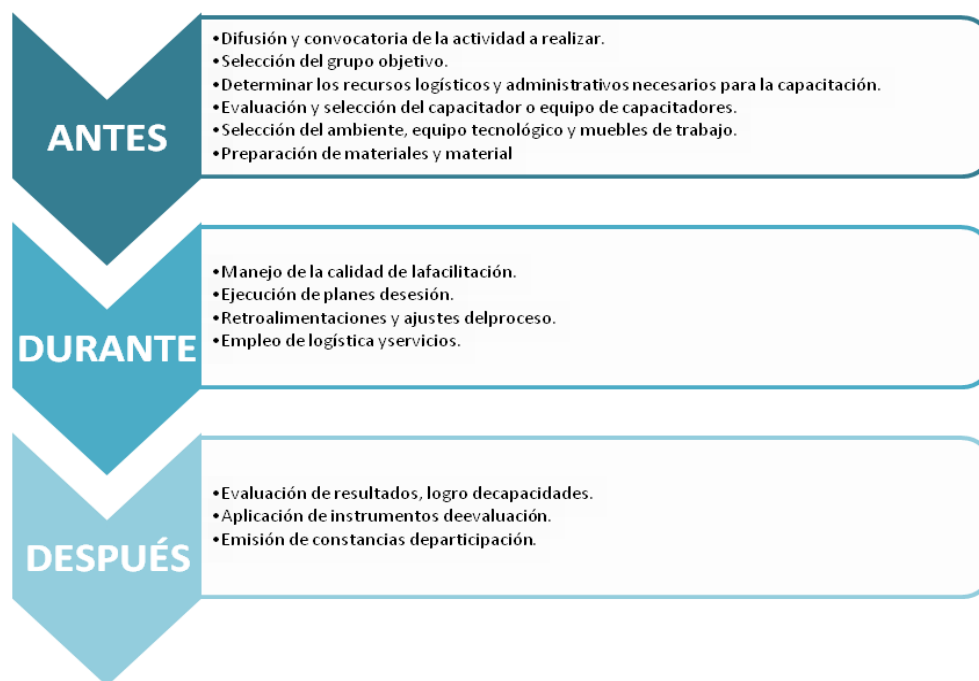 ANTES
•Difusión y convocatoria de la actividad a realizar.
•Selección del grupo objetivo.
•Determinar los recursos logísticos y administrativos necesarios para la capacitación.
•Evaluación y selección del capacitador o equipo de capacitadores.
•Selección del ambiente, equipo tecnológico y muebles de trabajo.
•Preparación de materiales y material
DURANTE
•Manejo de la calidad de lafacilitación.
•Ejecución de planes desesión.
•Retroalimentaciones y ajustes delproceso.
•Empleo de logística yservicios.
DESPUÉS
•Evaluación de resultados, logro decapacidades.
•Aplicación de instrumentos deevaluación.
•Emisión de constancias departicipación.